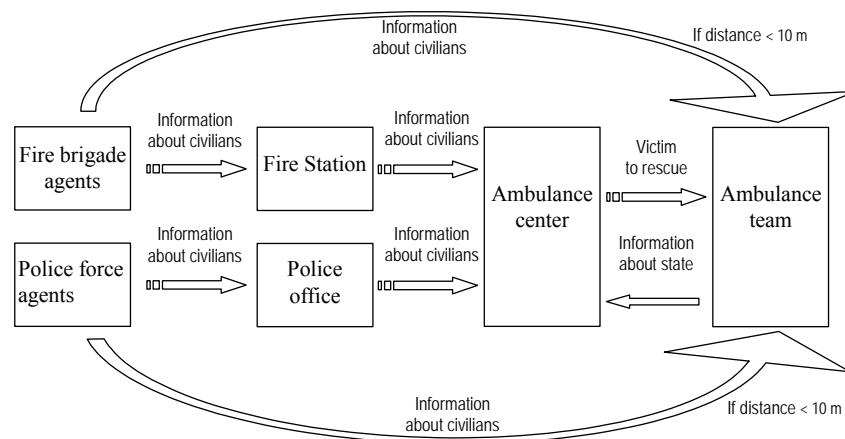 Information
about civilians
If distance < 10 m
Information
about civilians
Information
about civilians
Fire brigade
agents
Fire Station
Ambulance
center
Victim
to rescue
Ambulance
team
Information
about civilians
Information
about civilians
Information
about state
Police force
agents
Police
office
Information
about civilians
If distance < 10 m